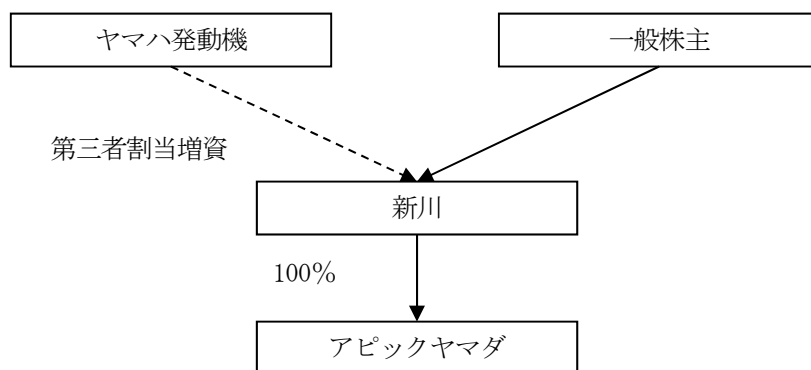 ヤマハ発動機
一般株主
第三者割当増資
新川
100%
アピックヤマダ